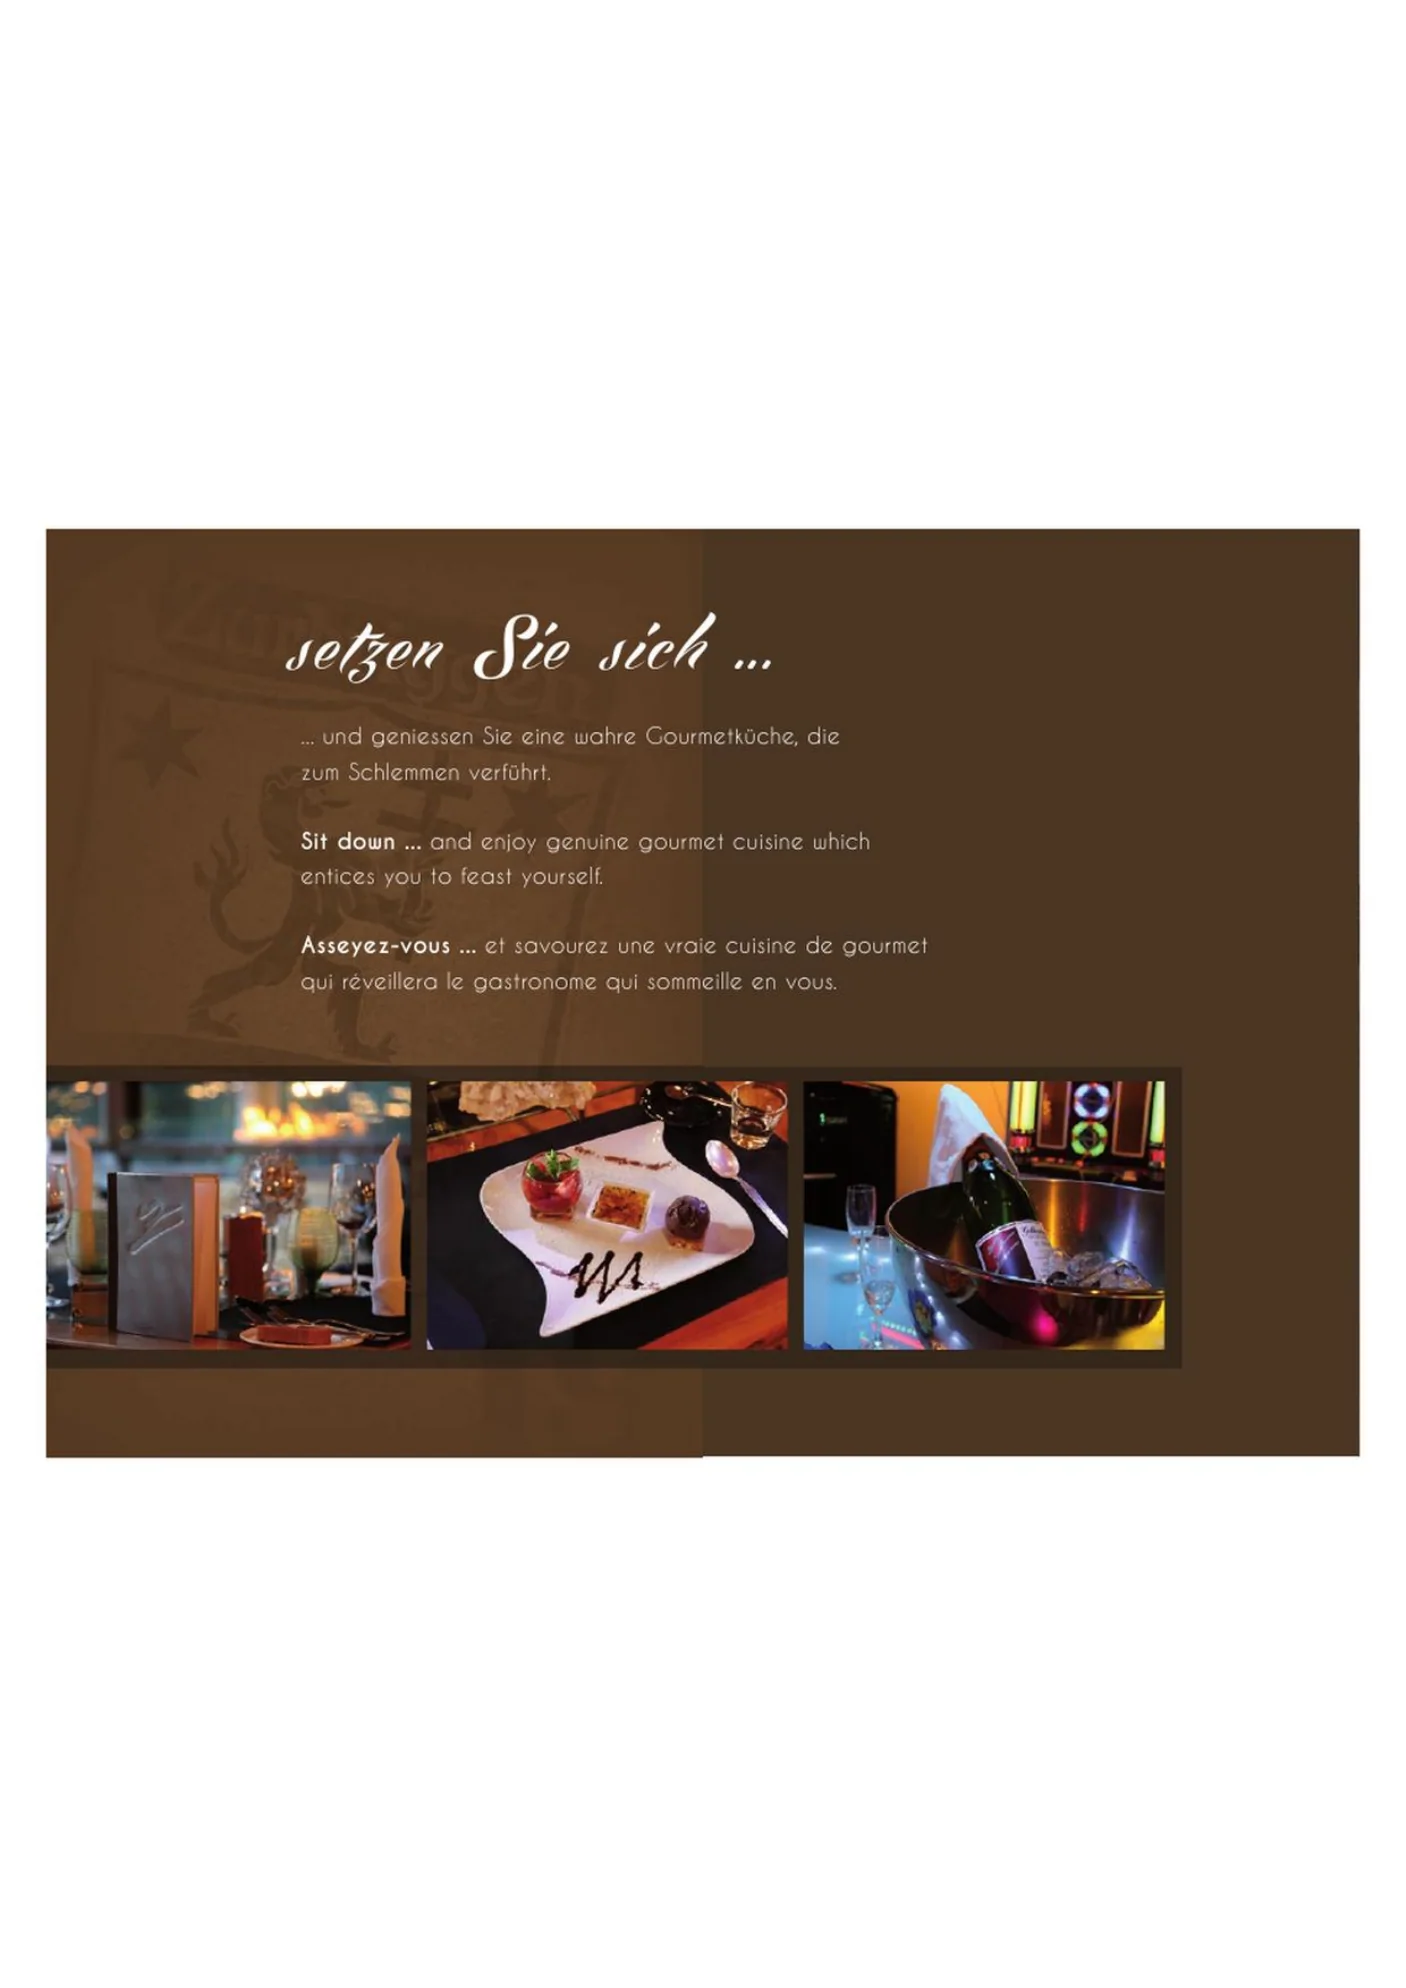 setzen Sie sich ...
... und geniessen Sie eine wahre Gourmetküche, die
zum Schlemmen verführt.
Sit down ... and enjoy genuine gourmet cuisine which
entices you to feast yourself.
Asseyez-vous ... et savourez une vraie cuisine de gourmet
qui réveillera le gastronome qui sommeille en vous.